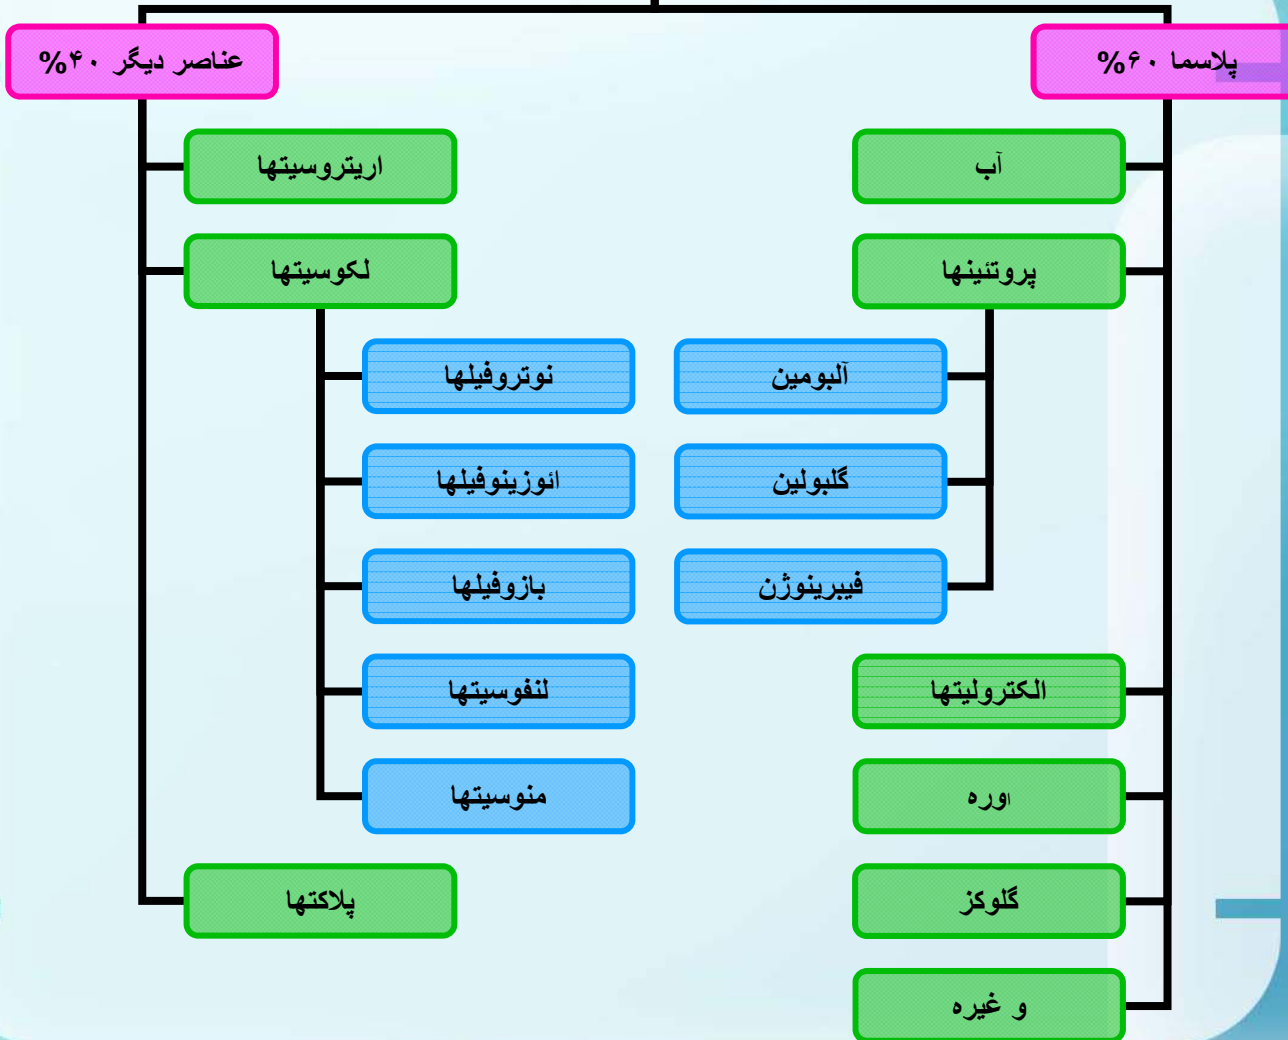 پلاسما ۶۰%
آب
پروتئینها
آلبومین
گلبولین
فیبرینوژن
الکترولیتها
اوره
گلوکز
و غیره
عناصر دیگر ۴۰%
اریتروسیتها
لکوسیتها
نوتروفیلها
ائوزینوفیلها
بازوفیلها
لنفوسیتها
منوسیتها
پلاکتها